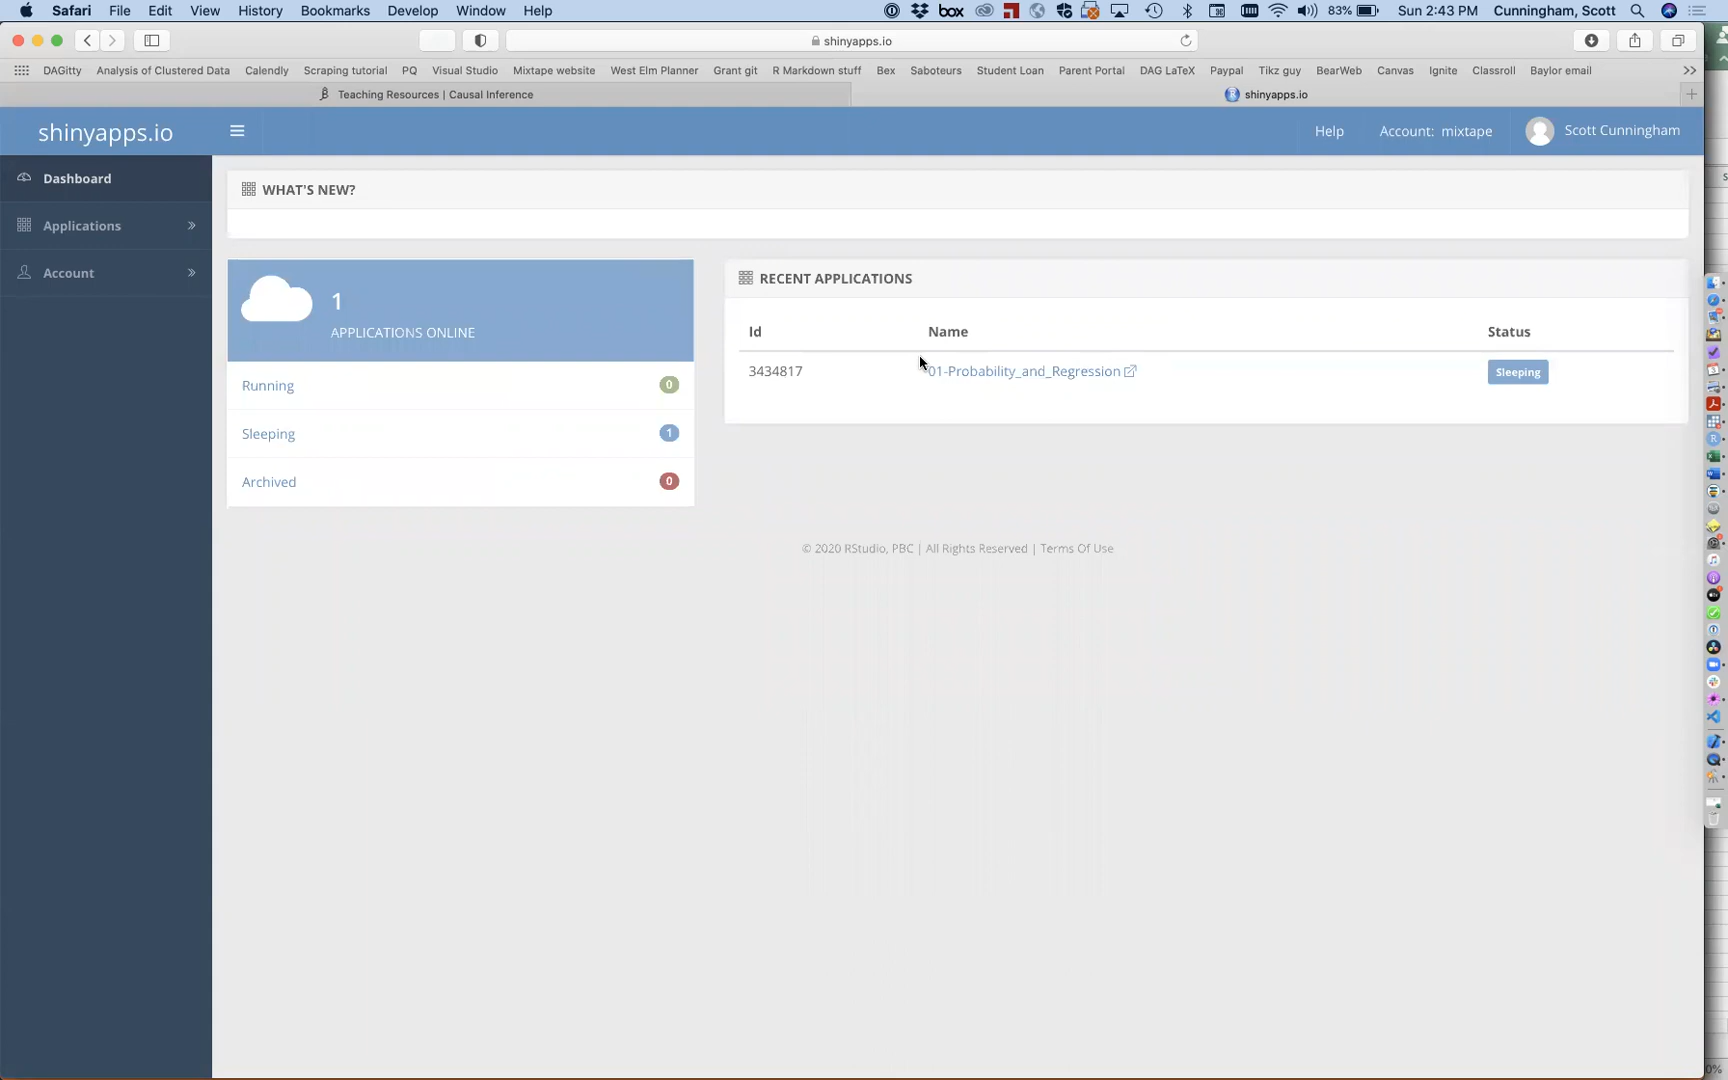 Safari File Edit View History Bookmarks Develop Window Help box 83% Sun 2:43 PM Cunningham, Scott
shinyapps.io
DAGitty Analysis of Clustered Data Calendly Scraping tutorial PQ Visual Studio Mixtape website West Elm Planner Grant git R Markdown stuff Bex Saboteurs Student Loan Parent Portal DAG LaTeX Paypal Tikz guy BearWeb Canvas Ignite Classroll Baylor email
Teaching Resources | Causal Inference shinyapps.io
shinyapps.io Help Account: mixtape Scott Cunningham
Dashboard
Applications
Account
WHAT'S NEW?
1
APPLICATIONS ONLINE
Running 0
Sleeping 1
Archived 0
RECENT APPLICATIONS
Id Name Status
3434817 01-Probability_and_Regression Sleeping
© 2020 RStudio, PBC | All Rights Reserved | Terms Of Use